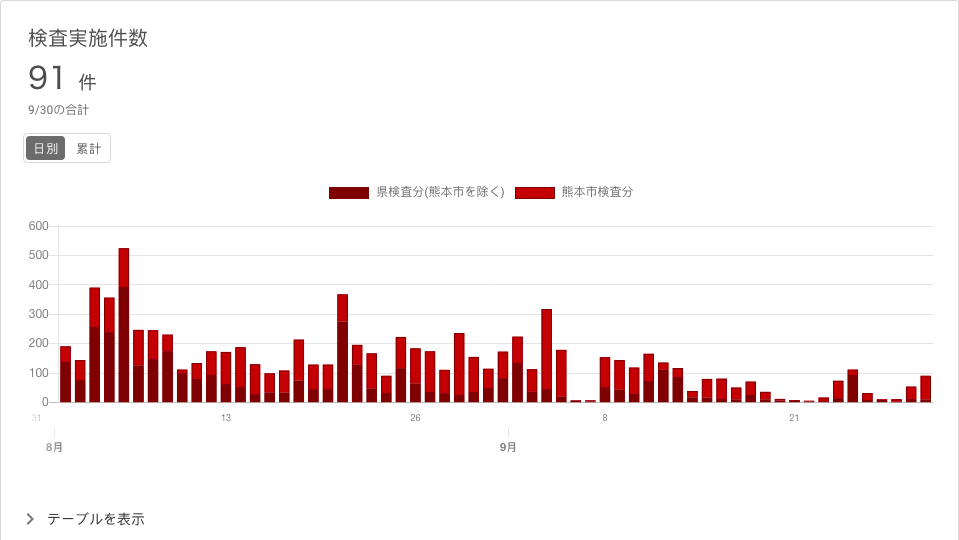 検査実施件数
91 件
9/30の合計
日別 累計
県検査分(熊本市を除く) 熊本市検査分
600
500
400
300
200
100
0
31 13 26 8 21
8月 9月
テーブルを表示